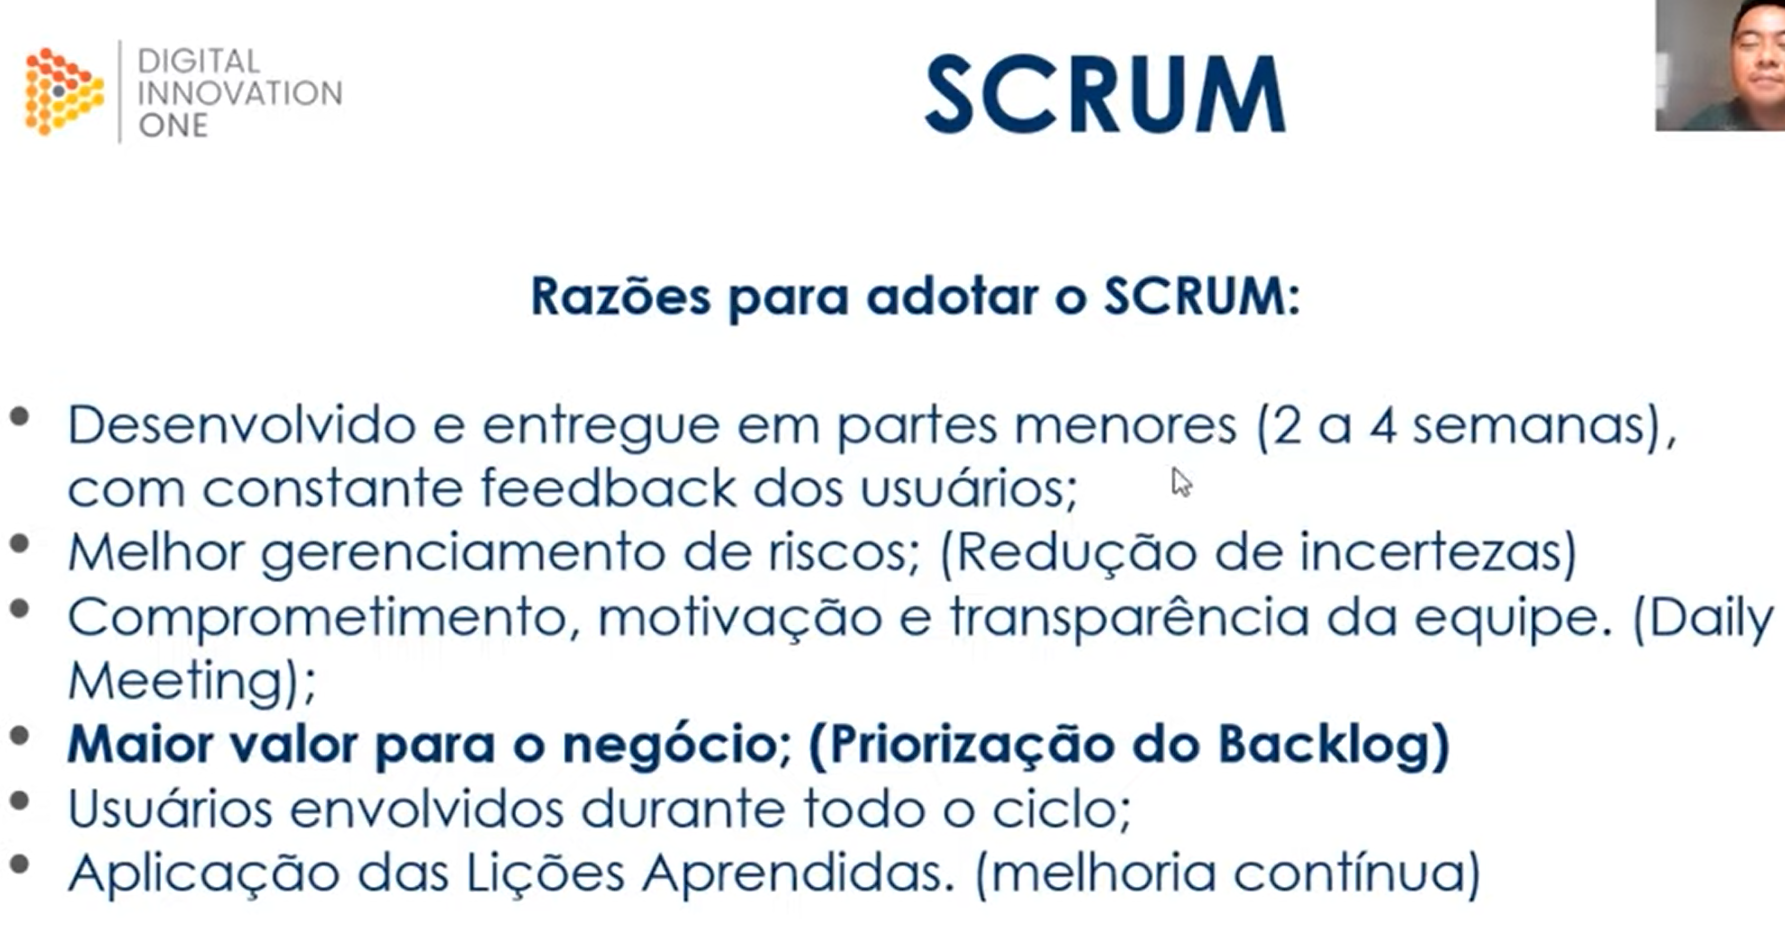 DIGITAL
INNOVATION
ONE
SCRUM
Razões para adotar o SCRUM:
• Desenvolvido e entregue em partes menores (2 a 4 semanas),
com constante feedback dos usuários;
• Melhor gerenciamento de riscos; (Redução de incertezas)
• Comprometimento, motivação e transparência da equipe. (Daily
Meeting);
• Maior valor para o negócio; (Priorização do Backlog)
• Usuários envolvidos durante todo o ciclo;
• Aplicação das Lições Aprendidas. (melhoria contínua)